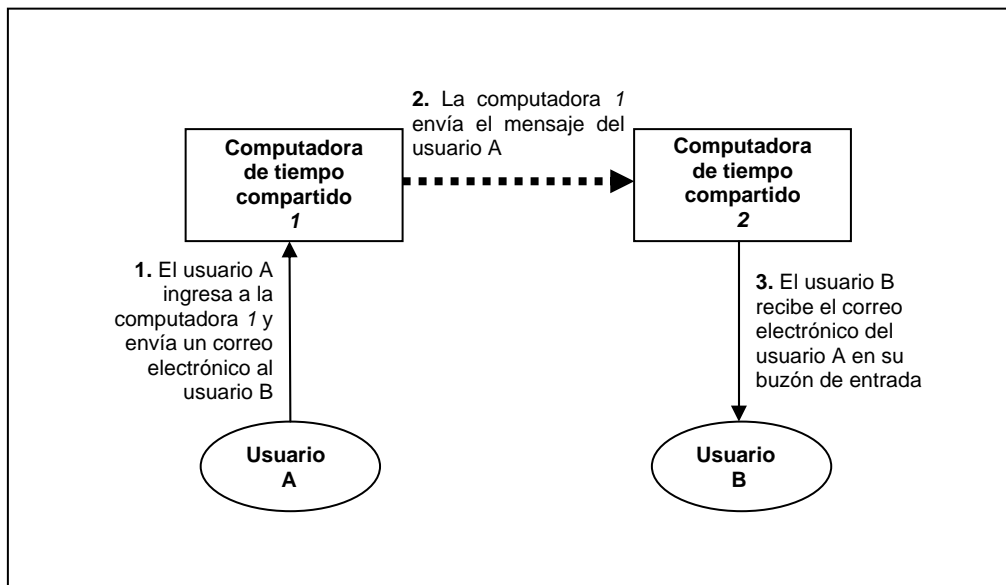 2. La computadora 1
envía el mensaje del
usuario A
Computadora
de tiempo
compartido
1
Computadora
de tiempo
compartido
2
1. El usuario A
ingresa a la
computadora 1 y
envía un correo
electrónico al
usuario B
3. El usuario B
recibe el correo
electrónico del
usuario A en su
buzón de entrada
Usuario
A
Usuario
B